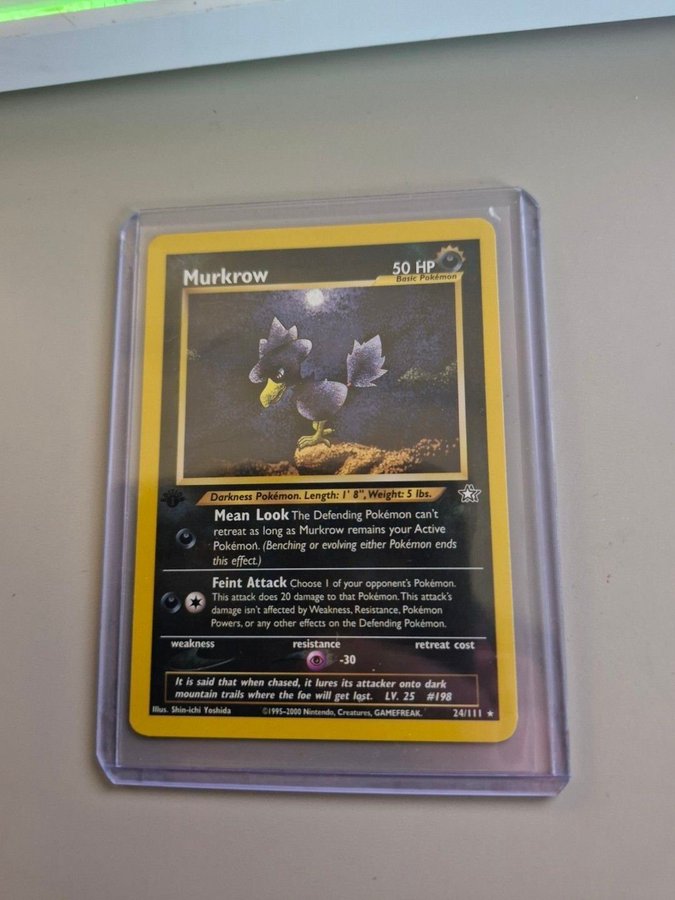 Murkrow
50 HP
Basic Pokémon
Darkness Pokémon. Length: 1' 8", Weight: 5 lbs.
Mean Look The Defending Pokémon can't
retreat as long as Murkrow remains your Active
Pokémon. (Benching or evolving either Pokémon ends
this effect.)
Feint Attack Choose 1 of your opponent's Pokémon.
This attack does 20 damage to that Pokémon. This attack's
damage isn't affected by Weakness, Resistance, Pokémon
Powers, or any other effects on the Defending Pokémon.
weakness resistance retreat cost
-30
It is said that when chased, it lures its attacker onto dark
mountain trails where the foe will get lost. LV. 25 #198
Illus. Shin-ichi Yoshida ©1995-2000 Nintendo, Creatures, GAMEFREAK. 24/111 ★